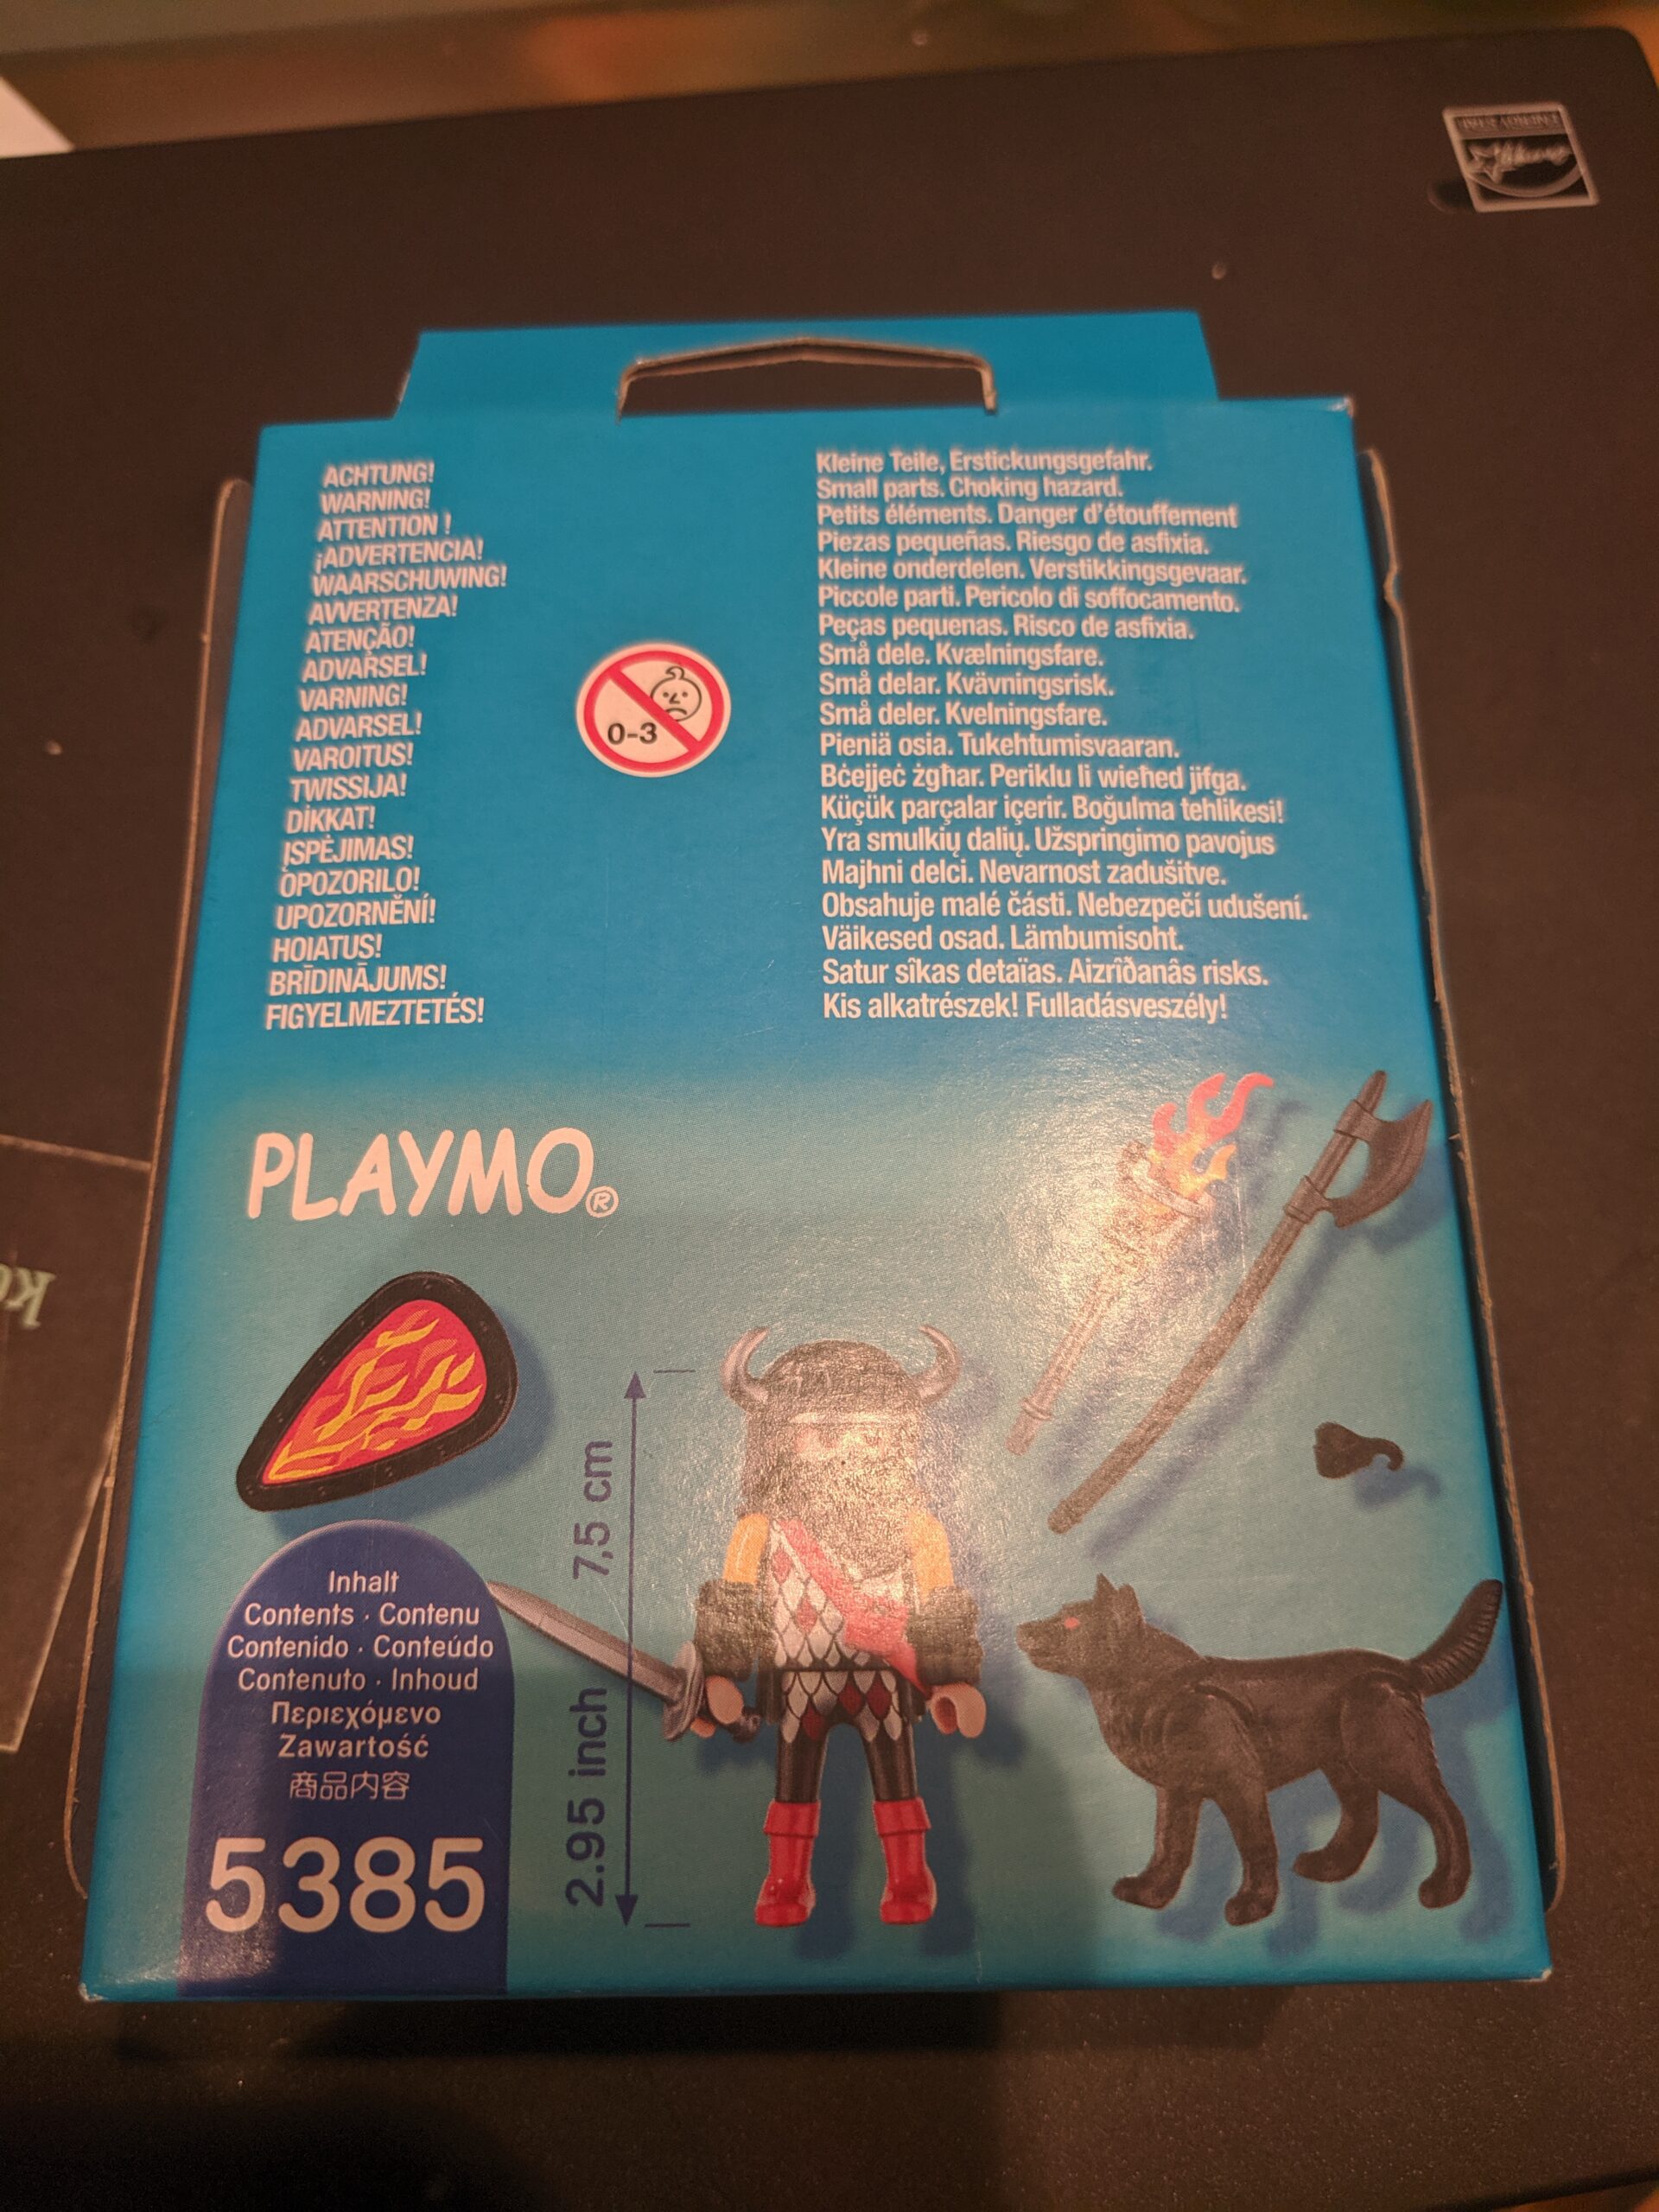 ENERGY STAR
ACHTUNG!
WARNING!
ATTENTION !
¡ADVERTENCIA!
WAARSCHUWING!
AVVERTENZA!
ATENÇÃO!
ADVARSEL!
VARNING!
ADVARSEL!
VAROITUS!
TWISSIJA!
DİKKAT!
ĮSPĖJIMAS!
OPOZORILO!
UPOZORNĚNÍ!
HOIATUS!
BRĪDINĀJUMS!
FIGYELMEZTETÉS!
0-3
Kleine Teile, Erstickungsgefahr.
Small parts. Choking hazard.
Petits éléments. Danger d'étouffement
Piezas pequeñas. Riesgo de asfixia.
Kleine onderdelen. Verstikkingsgevaar.
Piccole parti. Pericolo di soffocamento.
Peças pequenas. Risco de asfixia.
Små dele. Kvælningsfare.
Små delar. Kvävningsrisk.
Små deler. Kvelningsfare.
Pieniä osia. Tukehtumisvaaran.
Bċejjeċ żgħar. Periklu li wieħed jifga.
Küçük parçalar içerir. Boğulma tehlikesi!
Yra smulkių dalių. Užspringimo pavojus
Majhni delci. Nevarnost zadušitve.
Obsahuje malé části. Nebezpečí udušení.
Väikesed osad. Lämbumisoht.
Satur sîkas detaïas. Aizrîðanâs risks.
Kis alkatrészek! Fulladásveszély!
PLAYMO®
7,5 cm
2.95 inch
Inhalt
Contents · Contenu
Contenido · Conteúdo
Contenuto · Inhoud
Περιεχόμενο
Zawartość
商品内容
5385